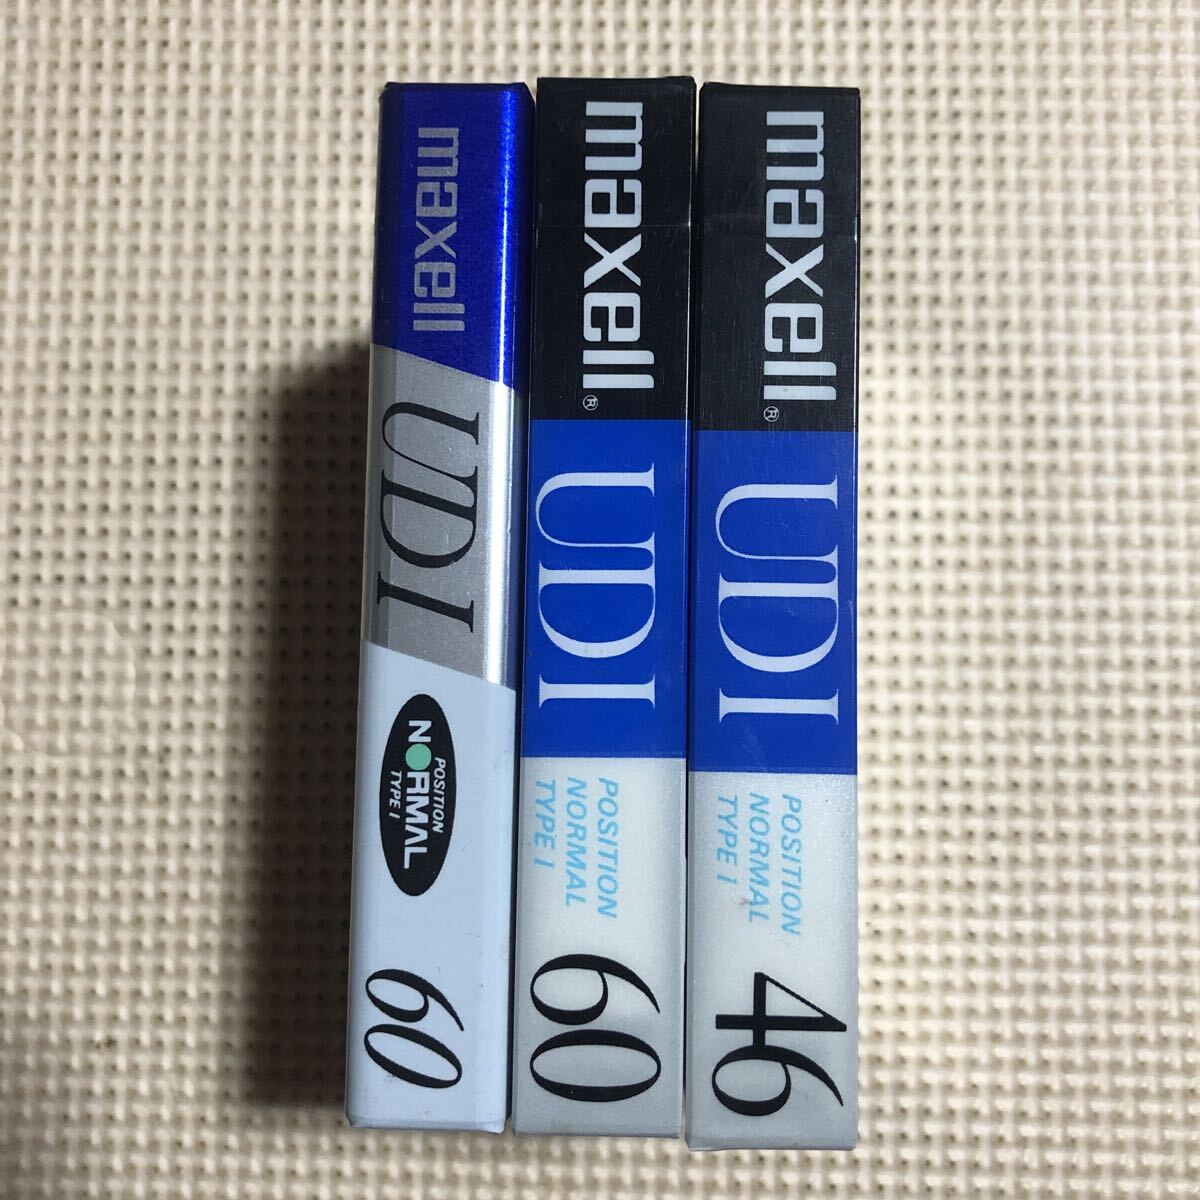 maxell
UDI
POSITION
NORMAL
TYPE I
60
maxell®
UDI
POSITION
NORMAL
TYPE I
60
maxell®
UDI
POSITION
NORMAL
TYPE I
46